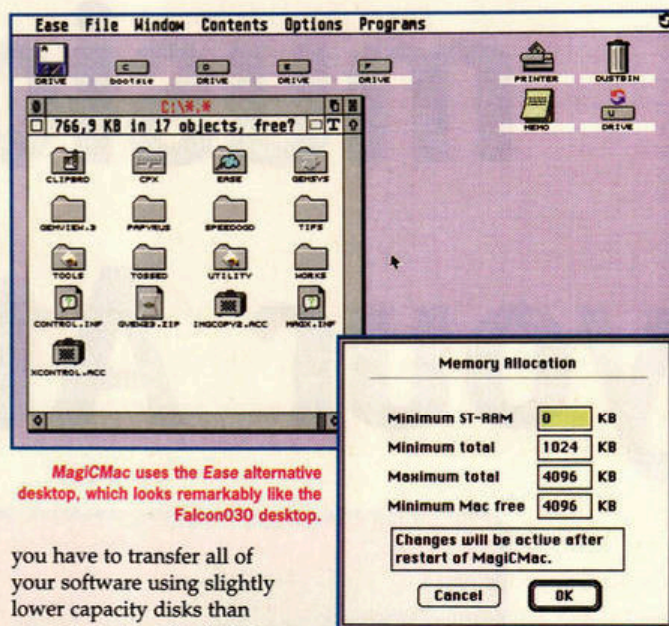 Ease File Window Contents Options Programs
DRIVE
bootsie
DRIVE
DRIVE
DRIVE
PRINTER
DUSTBIN
MEMO
DRIVE
C:\*.*
766,9 KB in 17 objects, free?
CLIPBRD
CPX
EASE
GEMSYS
GEMVIEW.3
PAPYRUS
SPEEDOGD
TIFS
TOOLS
TOSSED
UTILITY
WORKS
CONTROL.INF
GVEW23.ZIP
IMGCOPY2.ACC
MAGX.INF
XCONTROL.ACC
Memory Allocation
Minimum ST-RAM 0 KB
Minimum total 1024 KB
Maximum total 4096 KB
Minimum Mac free 4096 KB
Changes will be active after
restart of MagiCMac.
Cancel OK
MagiCMac uses the Ease alternative
desktop, which looks remarkably like the
Falcon030 desktop.
you have to transfer all of
your software using slightly
lower capacity disks than